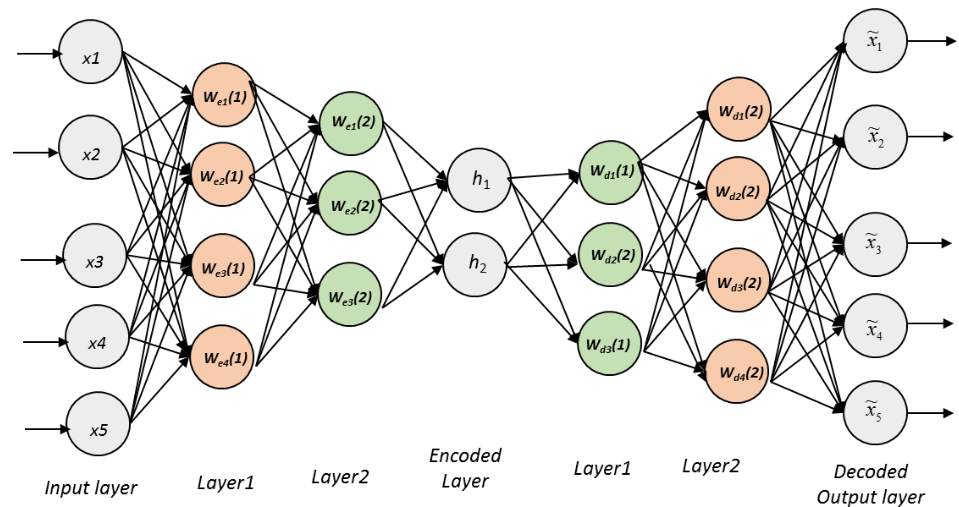 x1
x2
x3
x4
x5
We1(1)
We2(1)
We3(1)
We4(1)
We1(2)
We2(2)
We3(2)
h1
h2
Wd1(1)
Wd2(2)
Wd3(1)
Wd1(2)
Wd2(2)
Wd3(2)
Wd4(2)
x̃1
x̃2
x̃3
x̃4
x̃5
Input layer
Layer1
Layer2
Encoded
Layer
Layer1
Layer2
Decoded
Output layer